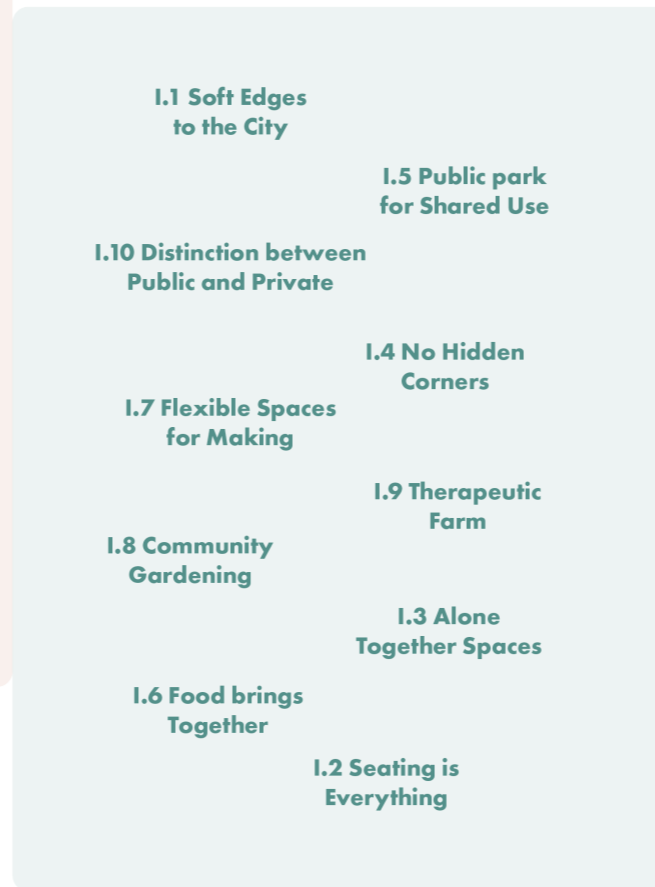 I.1 Soft Edges
to the City
I.5 Public park
for Shared Use
I.10 Distinction between
Public and Private
I.4 No Hidden
Corners
I.7 Flexible Spaces
for Making
I.9 Therapeutic
Farm
I.8 Community
Gardening
I.3 Alone
Together Spaces
I.6 Food brings
Together
I.2 Seating is
Everything